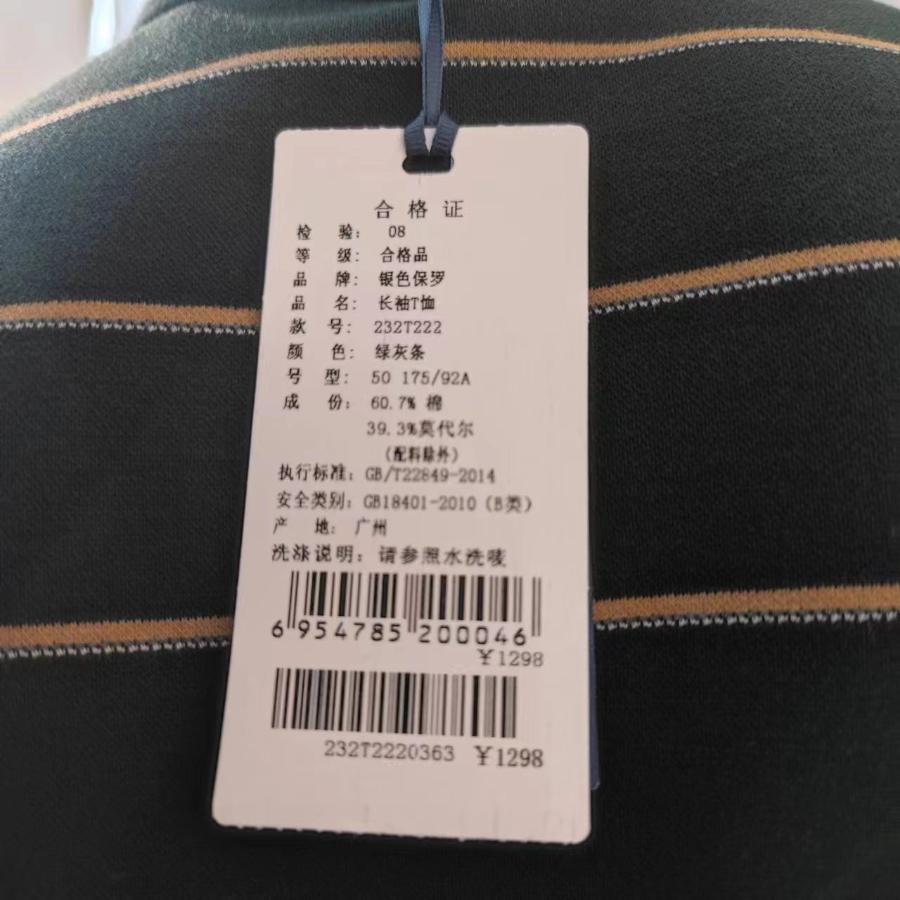 合格证
检 验: 08
等 级: 合格品
品 牌: 银色保罗
品 名: 长袖T恤
款 号: 232T222
颜 色: 绿灰条
号 型: 50 175/92A
成 份: 60.7% 棉
39.3%莫代尔
(配料除外)
执行标准: GB/T22849-2014
安全类别: GB18401-2010 (B类)
产 地: 广州
洗涤说明: 请参照水洗唛
6 954785 200046
￥1298
232T2220363 ￥1298